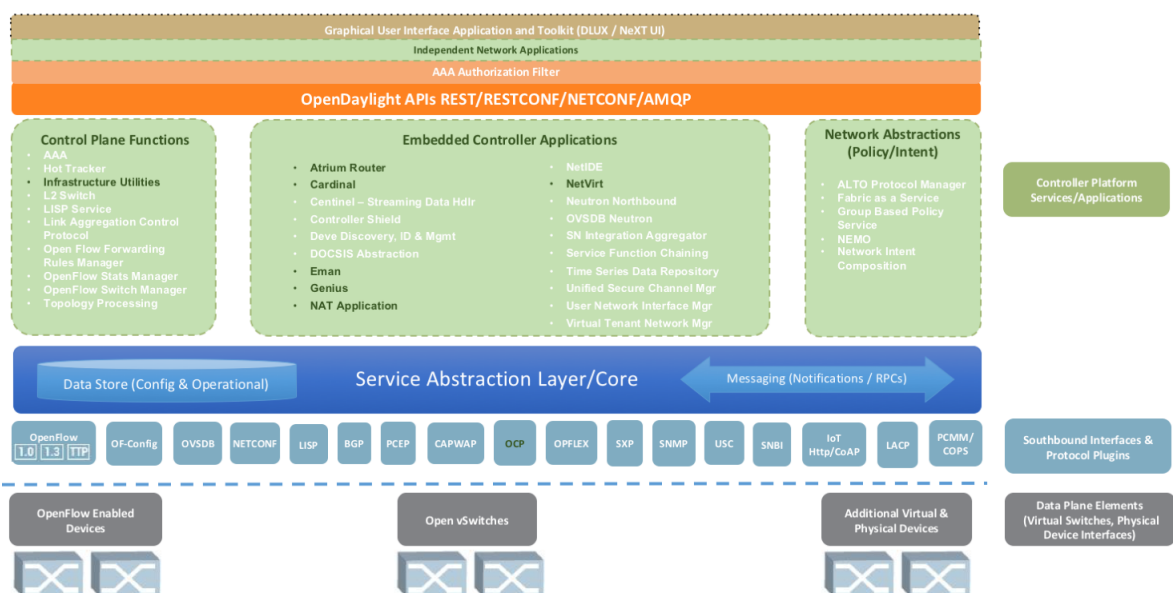 Graphical User Interface Application and Toolkit (DLUX / NeXT UI)
Independent Network Applications
AAA Authorization Filter
OpenDaylight APIs REST/RESTCONF/NETCONF/AMQP
Control Plane Functions
• AAA
• Hot Tracker
• Infrastructure Utilities
• L2 Switch
• LISP Service
• Link Aggregation Control
Protocol
• Open Flow Forwarding
Rules Manager
• OpenFlow Stats Manager
• OpenFlow Switch Manager
• Topology Processing
Embedded Controller Applications
• Atrium Router
• Cardinal
• Centinel – Streaming Data Hdlr
• Controller Shield
• Deve Discovery, ID & Mgmt
• DOCSIS Abstraction
• Eman
• Genius
• NAT Application
• NetIDE
• NetVirt
• Neutron Northbound
• OVSDB Neutron
• SN Integration Aggregator
• Service Function Chaining
• Time Series Data Repository
• Unified Secure Channel Mgr
• User Network Interface Mgr
• Virtual Tenant Network Mgr
Network Abstractions
(Policy/Intent)
• ALTO Protocol Manager
• Fabric as a Service
• Group Based Policy
Service
• NEMO
• Network Intent
Composition
Controller Platform
Services/Applications
Data Store (Config & Operational)
Service Abstraction Layer/Core
Messaging (Notifications / RPCs)
OpenFlow
1.0 1.3 TTP
OF-Config
OVSDB
NETCONF
LISP
BGP
PCEP
CAPWAP
OCP
OPFLEX
SXP
SNMP
USC
SNBI
IoT
Http/CoAP
LACP
PCMM/
COPS
Southbound Interfaces &
Protocol Plugins
OpenFlow Enabled
Devices
Open vSwitches
Additional Virtual &
Physical Devices
Data Plane Elements
(Virtual Switches, Physical
Device Interfaces)